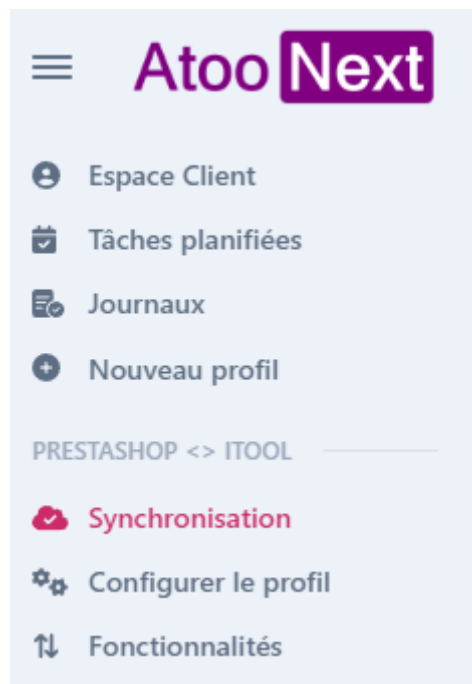 Atoo Next
Espace Client
Tâches planifiées
Journaux
Nouveau profil
PRESTASHOP <> ITOOL
Synchronisation
Configurer le profil
Fonctionnalités